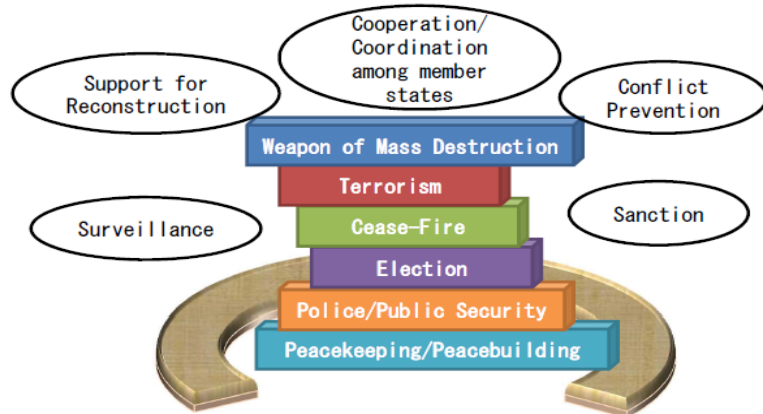 Cooperation/
Coordination
among member
states
Support for
Reconstruction
Conflict
Prevention
Weapon of Mass Destruction
Terrorism
Surveillance
Cease-Fire
Sanction
Election
Police/Public Security
Peacekeeping/Peacebuilding